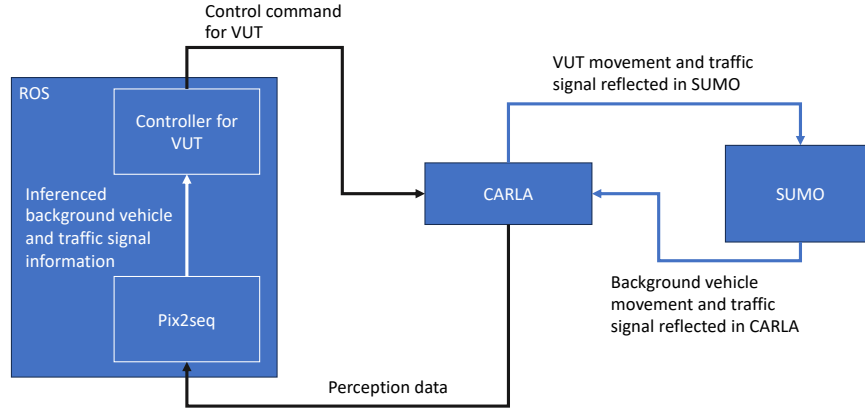 Control command
for VUT
ROS
Controller for
VUT
Inferenced
background vehicle
and traffic signal
information
Pix2seq
Perception data
CARLA
VUT movement and traffic
signal reflected in SUMO
SUMO
Background vehicle
movement and traffic
signal reflected in CARLA